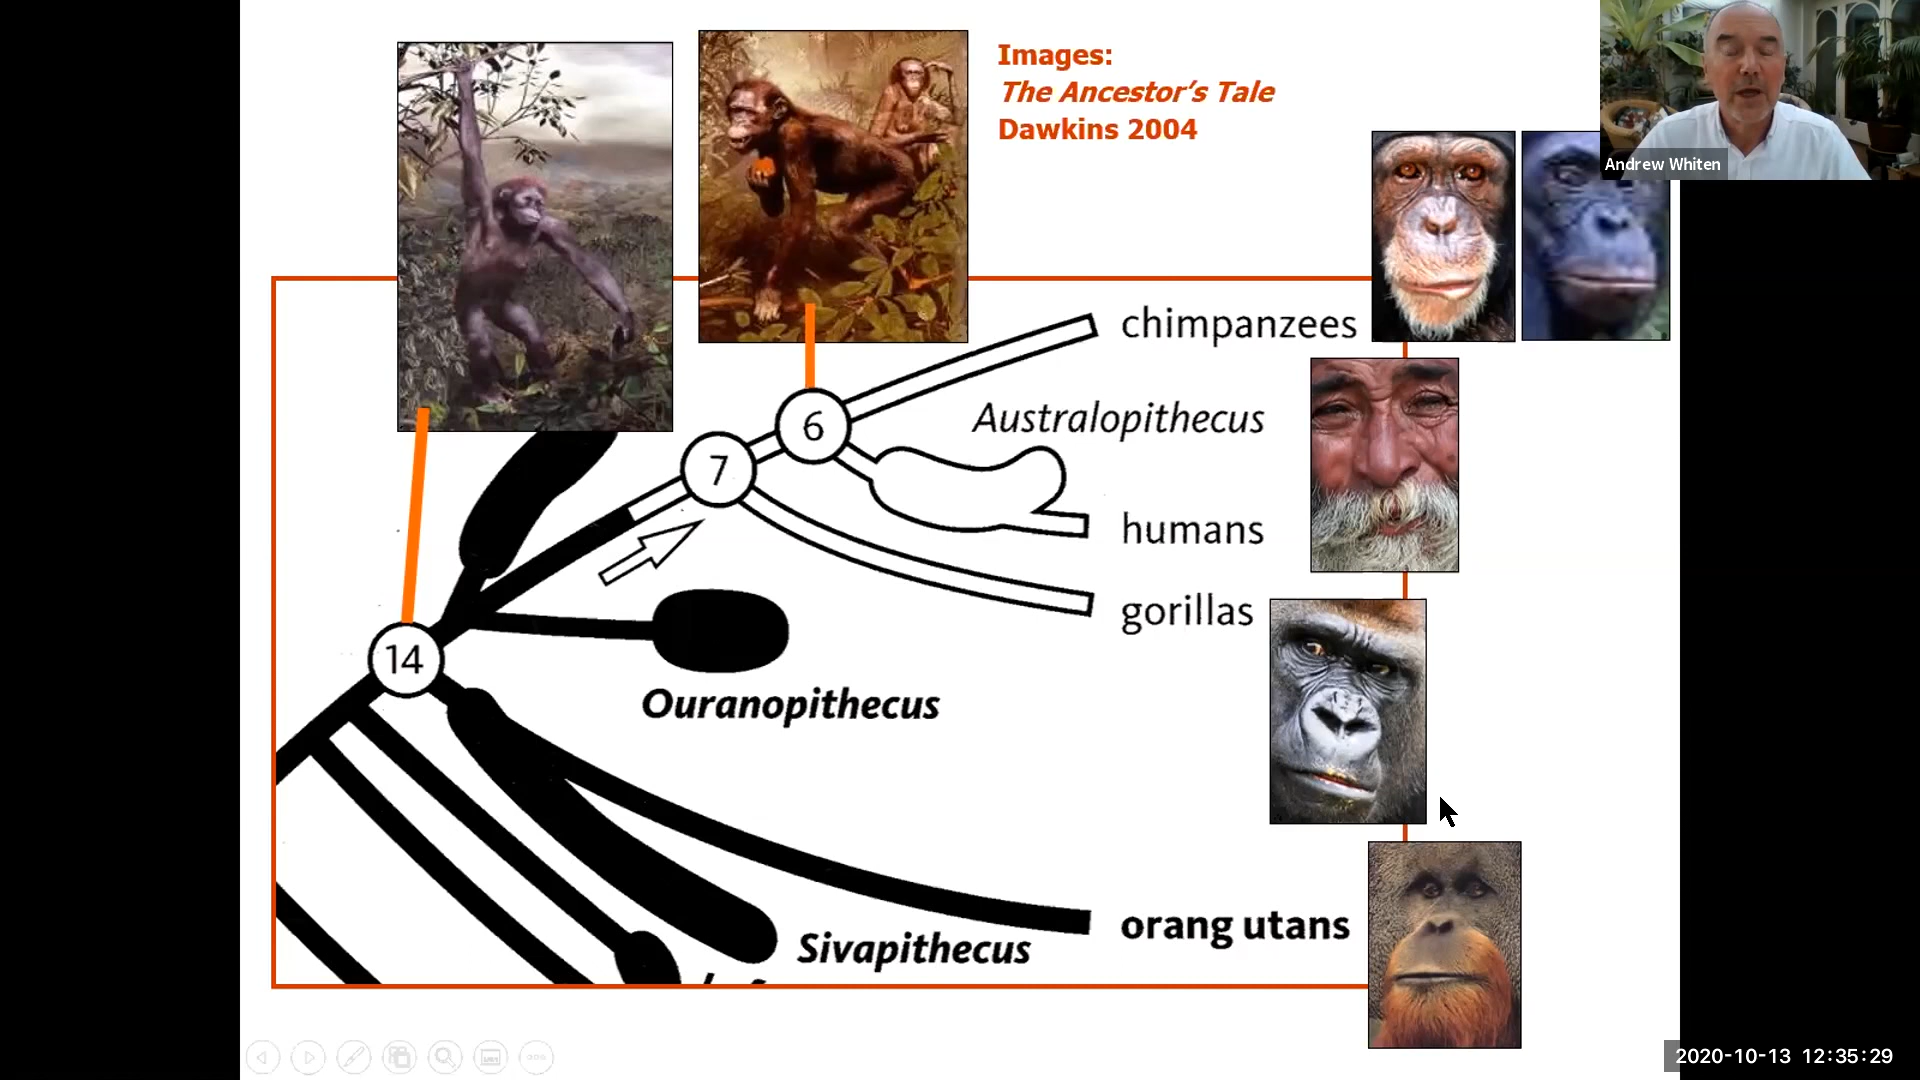 Images:
The Ancestor's Tale
Dawkins 2004
Andrew Whiten
chimpanzees
6
Australopithecus
7
humans
gorillas
14
Ouranopithecus
orang utans
Sivapithecus
2020-10-13 12:35:29